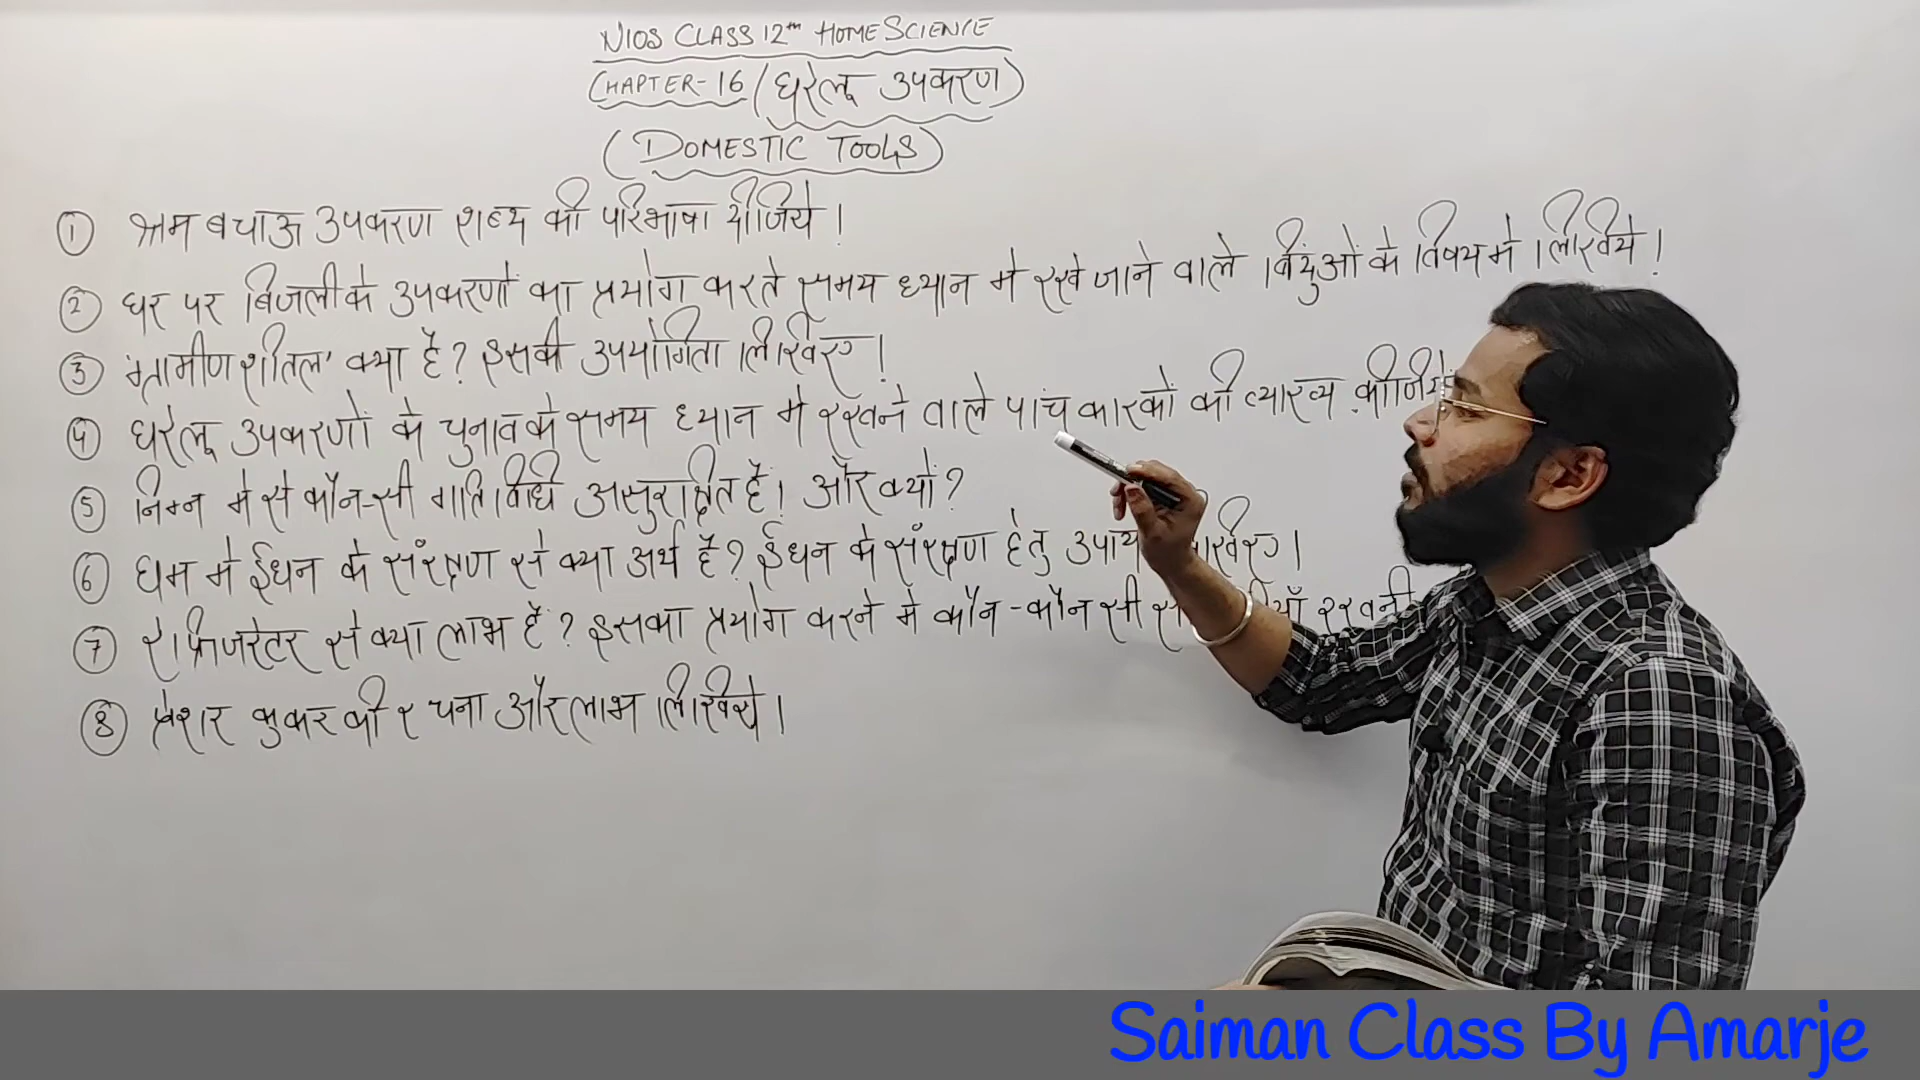 NIOS CLASS 12th HOME SCIENCE
CHAPTER-16 / (घरेलू उपकरण)
(DOMESTIC TOOLS)
① श्रम बचाऊ उपकरण शब्द की परिभाषा दीजिये।
② घर पर बिजली के उपकरणों का प्रयोग करते समय ध्यान मे रखे जाने वाले बिंदुओं के विषय मे लिखिये!
③ 'ग्रामीण शीतल' क्या है? इसकी उपयोगिता लिखिए।
④ घरेलू उपकरणों के चुनाव के समय ध्यान मे रखने वाले पांच कारकों की व्याख्य कीजिये
⑤ निम्न मे से कौन-सी गतिविधि असुरक्षित है। और क्यों?
⑥ घम मे ईंधन के संरक्षण से क्या अर्थ है? ईंधन के संरक्षण हेतु उपाय
⑦ रेफ्रिजरेटर से क्या लाभ है? इसका प्रयोग करने मे कौन-कौन सी रखनी
⑧ प्रेशर कुकर की रचना और लाभ लिखिये।
Saiman Class By Amarje